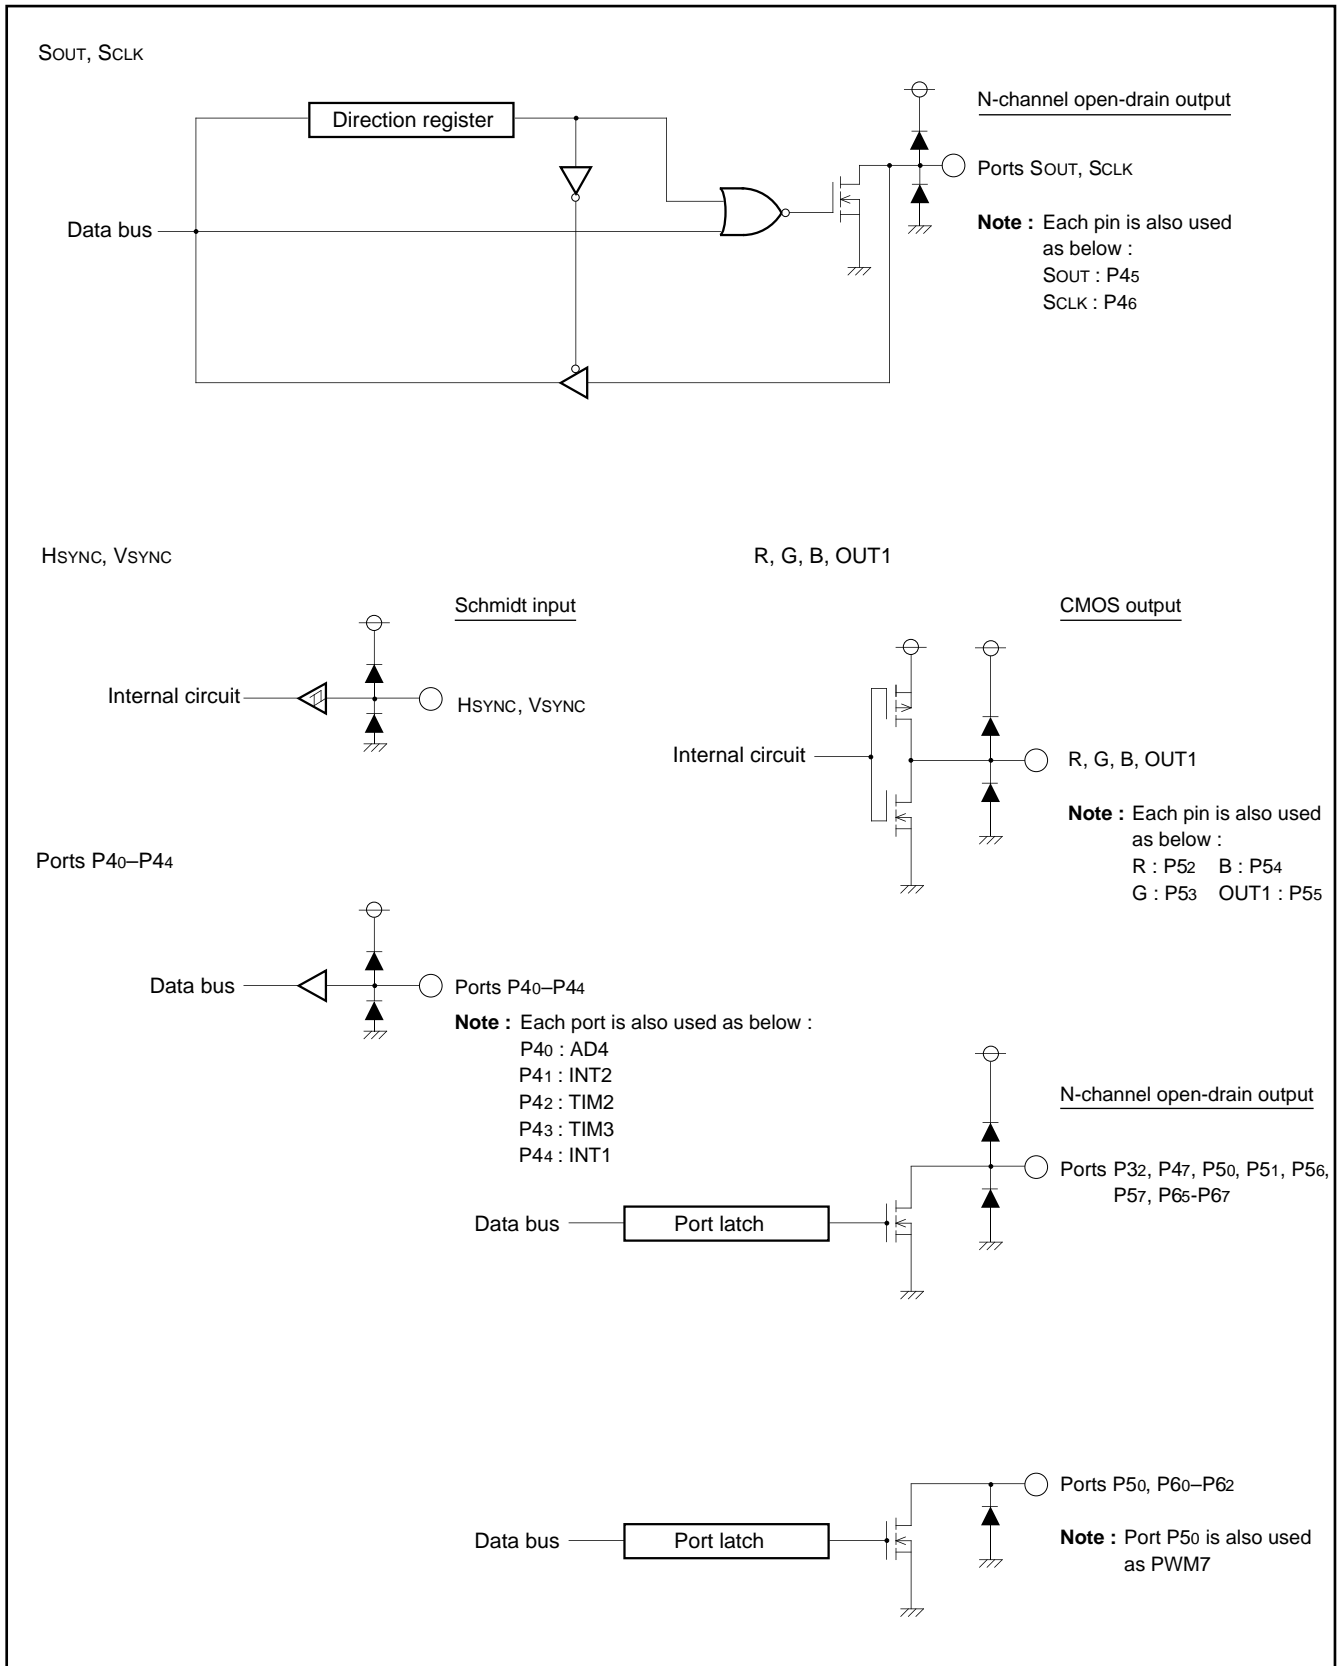 SOUT, SCLK
Direction register
N-channel open-drain output
Ports SOUT, SCLK
Data bus
Note : Each pin is also used
as below :
SOUT : P45
SCLK : P46
HSYNC, VSYNC
Schmidt input
Internal circuit
HSYNC, VSYNC
R, G, B, OUT1
CMOS output
Internal circuit
R, G, B, OUT1
Note : Each pin is also used
as below :
R : P52 B : P54
G : P53 OUT1 : P55
Ports P40–P44
Data bus
Ports P40–P44
Note : Each port is also used as below :
P40 : AD4
P41 : INT2
P42 : TIM2
P43 : TIM3
P44 : INT1
N-channel open-drain output
Ports P32, P47, P50, P51, P56,
P57, P65-P67
Data bus
Port latch
Ports P50, P60–P62
Data bus
Port latch
Note : Port P50 is also used
as PWM7